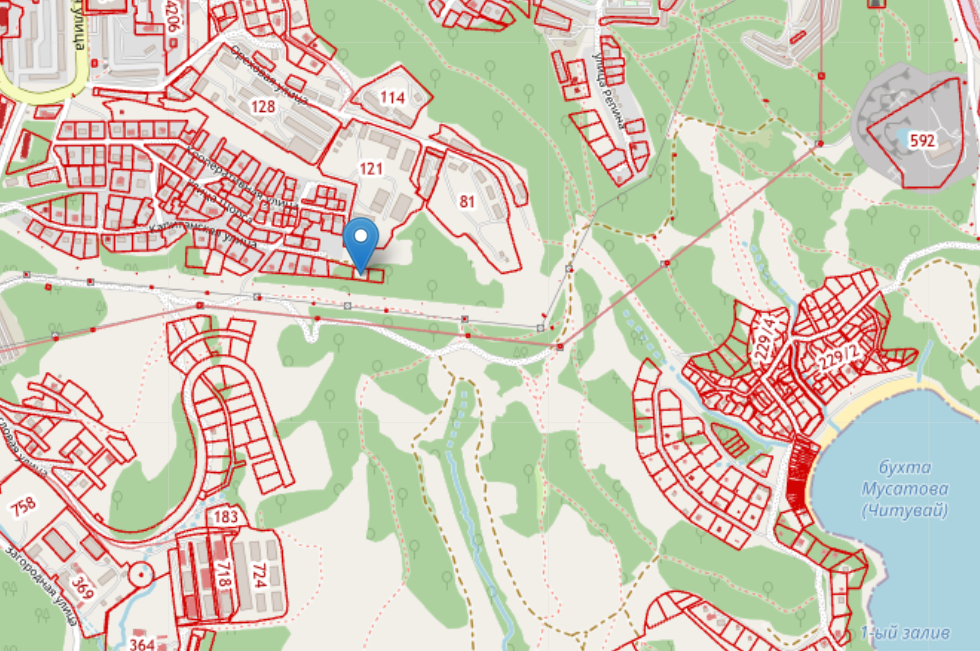 улица
4206
Ореховая улица
128
114
улица Репина
592
121
Кооперативная улица
улица Щорса
Капитанская улица
81
229/1
229/2
бухта
Мусатова
(Читувай)
758
183
718
724
369
Загородная улица
364
1-ый залив